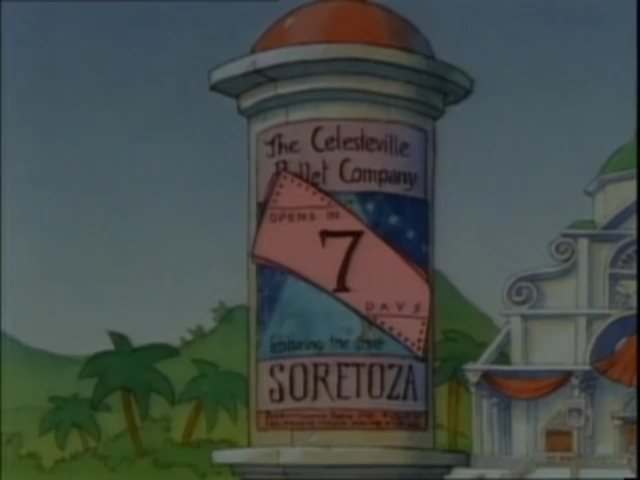 The Celesteville
Ballet Company
OPENS IN
7
DAYS
featuring the great
SORETOZA